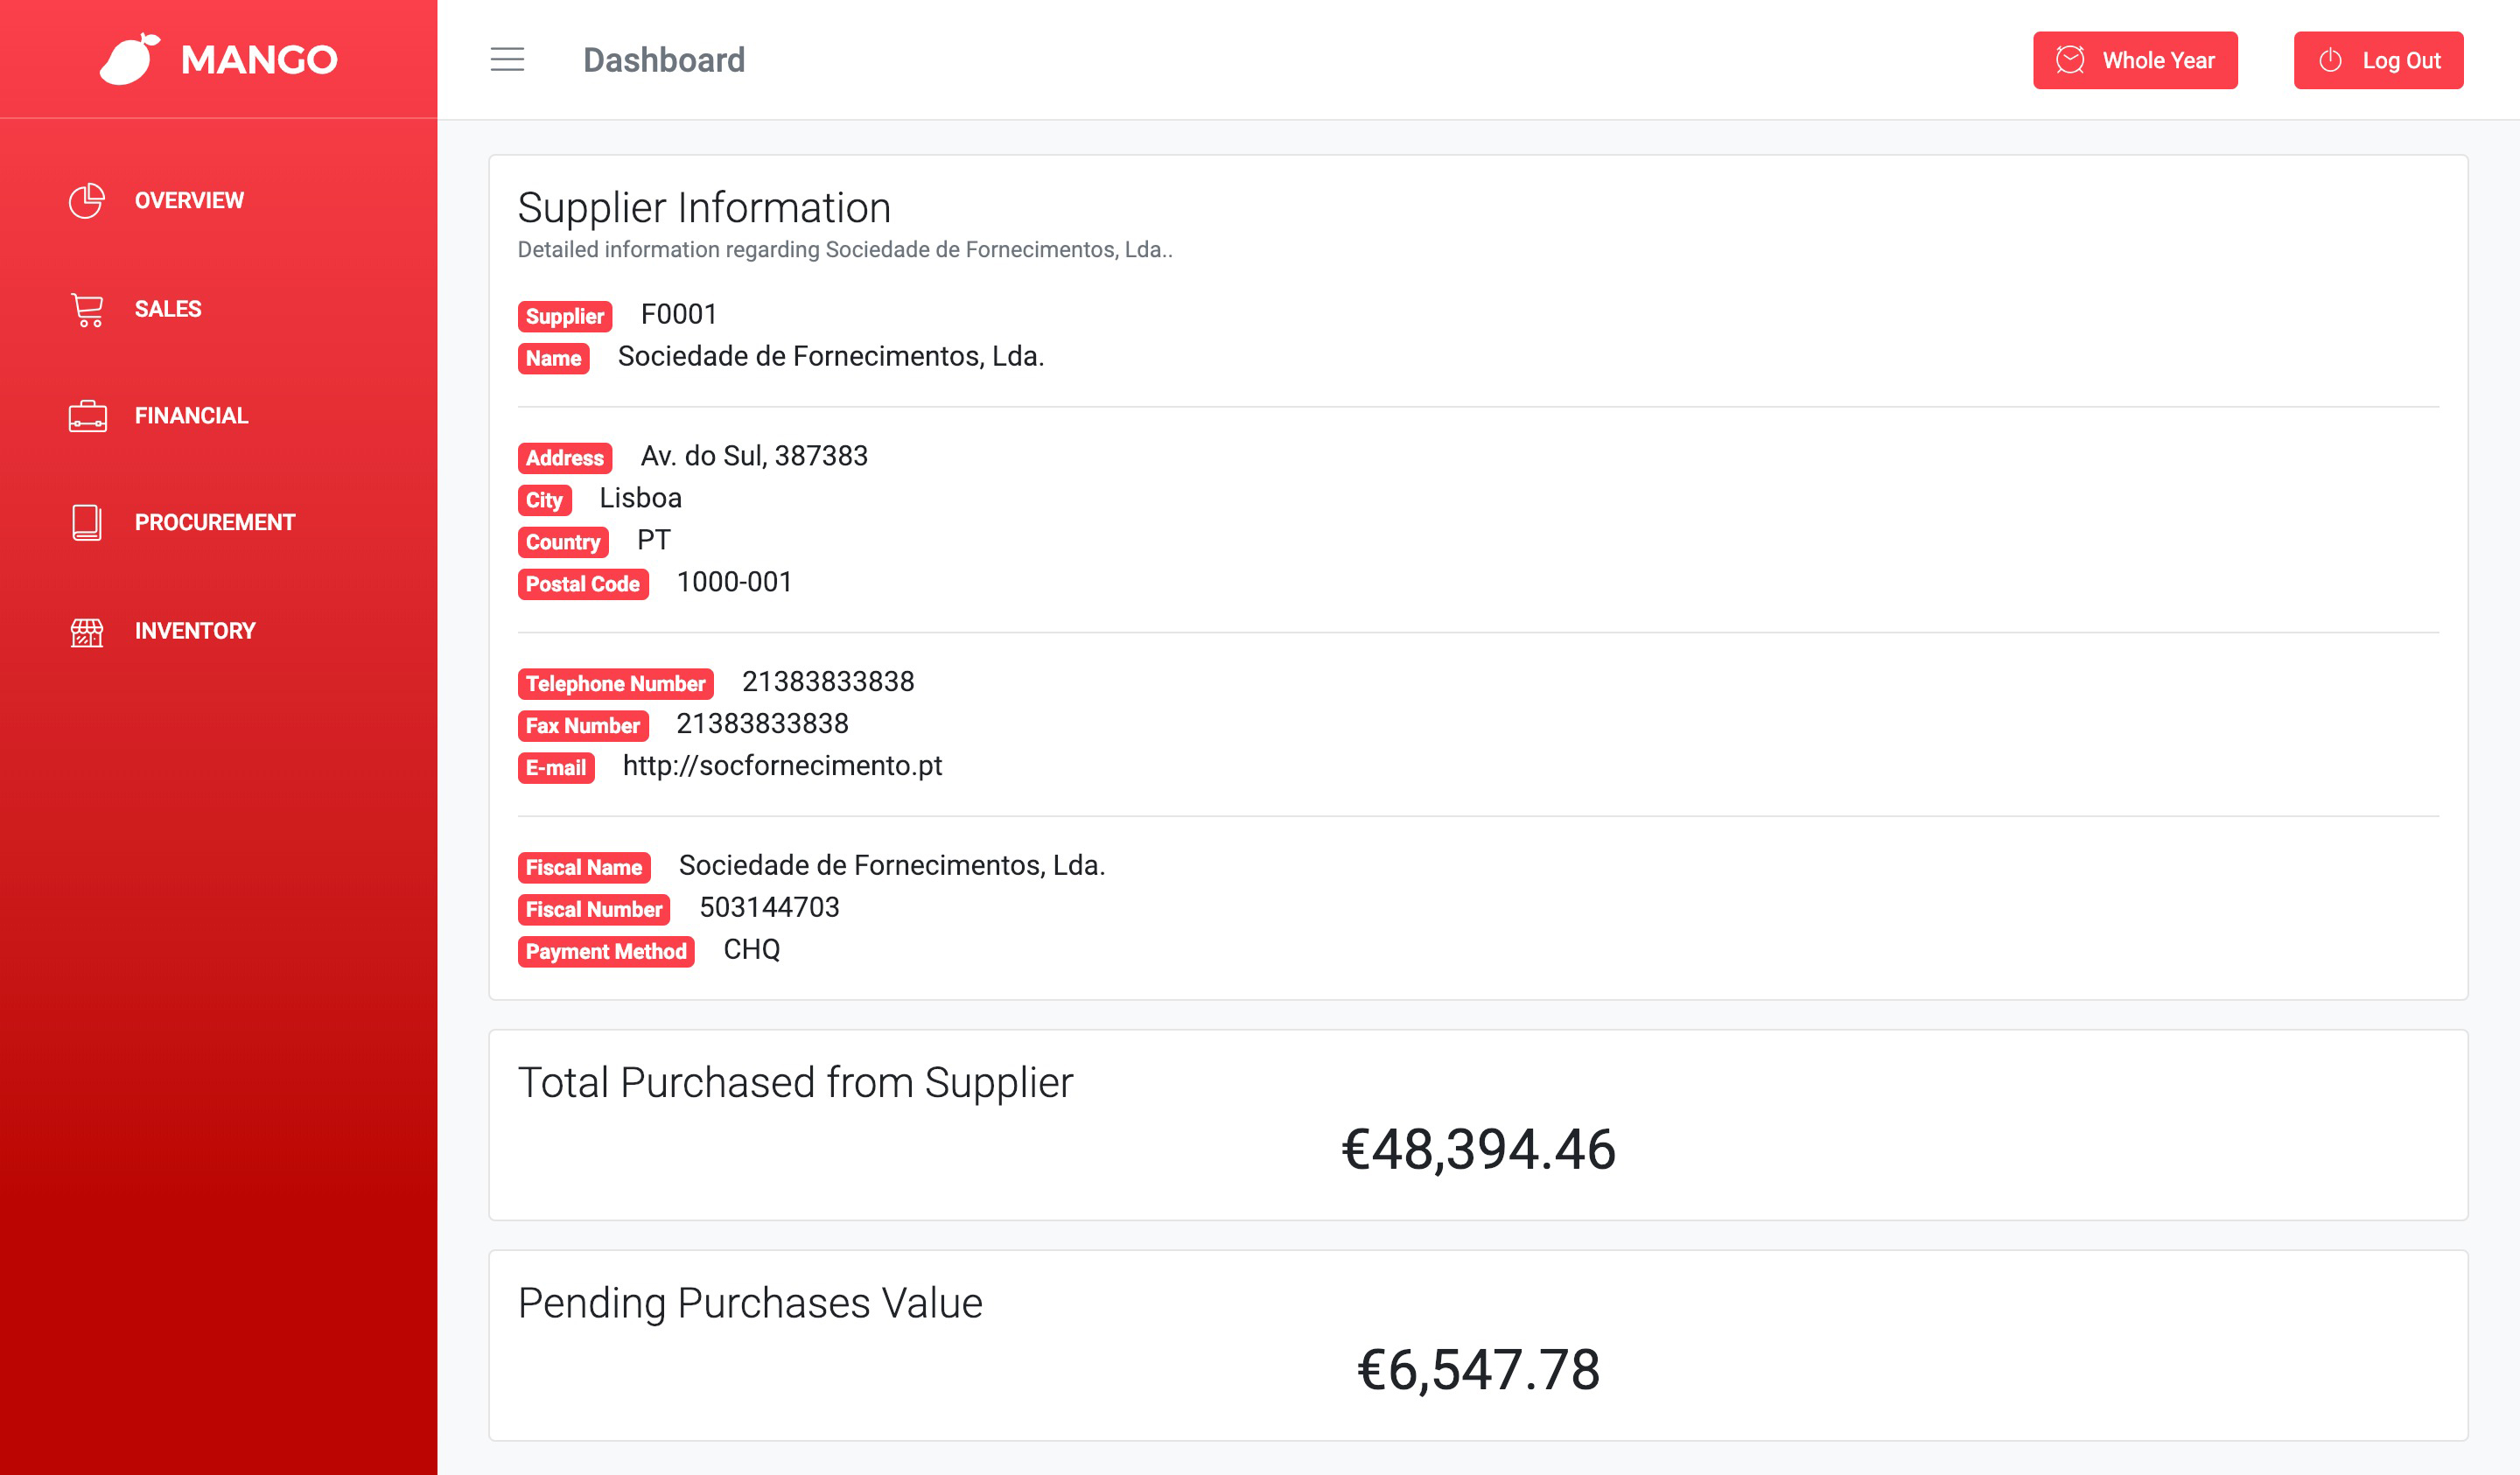 MANGO
Dashboard
Whole Year
Log Out
OVERVIEW
SALES
FINANCIAL
PROCUREMENT
INVENTORY
Supplier Information
Detailed information regarding Sociedade de Fornecimentos, Lda..
Supplier F0001
Name Sociedade de Fornecimentos, Lda.
Address Av. do Sul, 387383
City Lisboa
Country PT
Postal Code 1000-001
Telephone Number 21383833838
Fax Number 21383833838
E-mail http://socfornecimento.pt
Fiscal Name Sociedade de Fornecimentos, Lda.
Fiscal Number 503144703
Payment Method CHQ
Total Purchased from Supplier
€48,394.46
Pending Purchases Value
€6,547.78